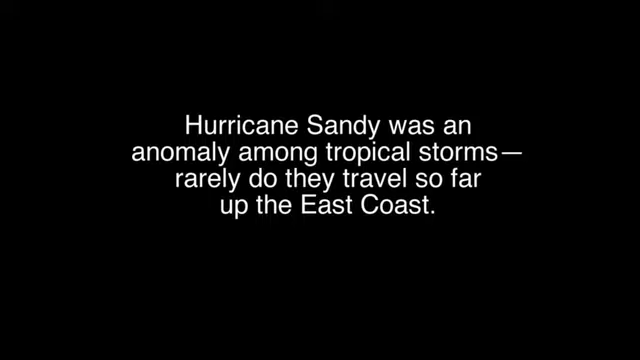 Hurricane Sandy was an
anomaly among tropical storms—
rarely do they travel so far
up the East Coast.